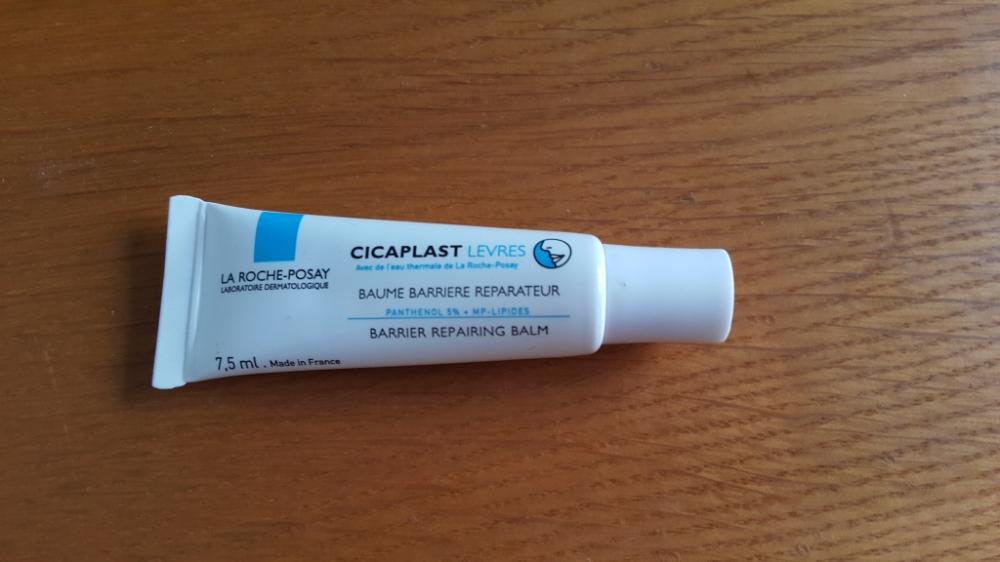 LA ROCHE-POSAY
LABORATOIRE DERMATOLOGIQUE
CICAPLAST LEVRES
Avec de l'eau thermale de La Roche-Posay
BAUME BARRIERE REPARATEUR
PANTHENOL 5% + MP-LIPIDES
BARRIER REPAIRING BALM
7,5 ml . Made in France